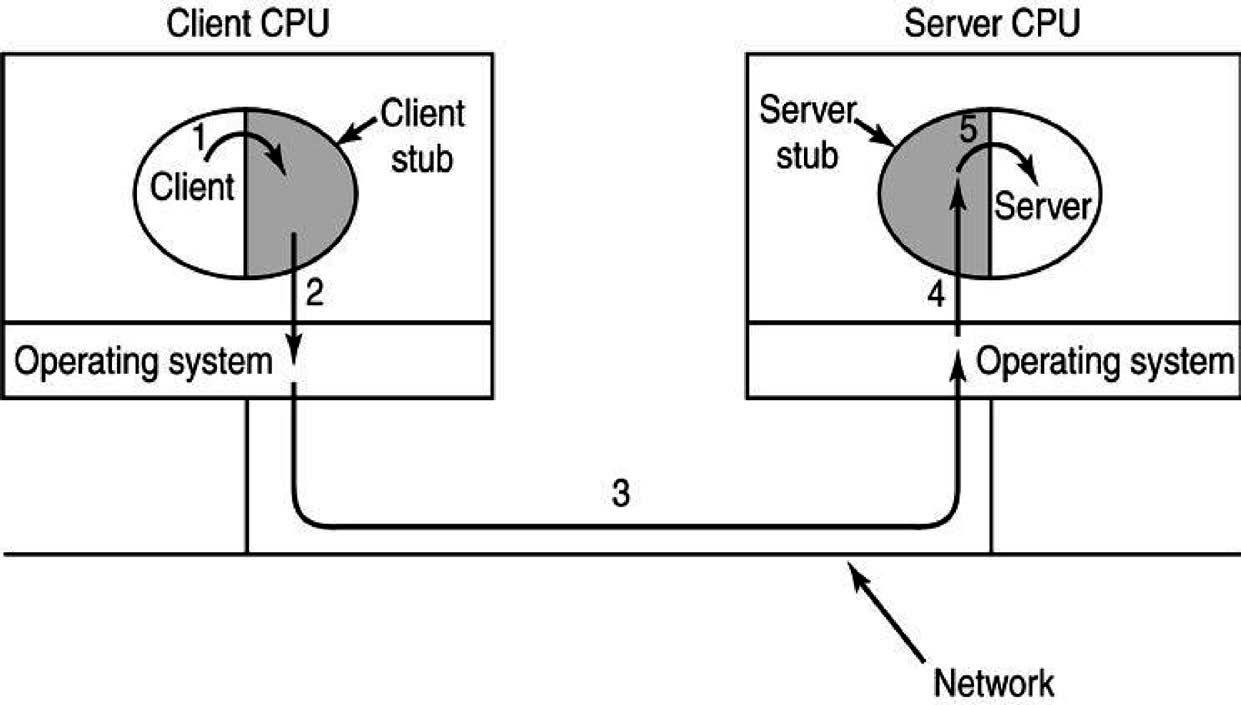 Client CPU
Server CPU
1
Client
Client
stub
2
Operating system
Server
stub
5
Server
4
Operating system
3
Network